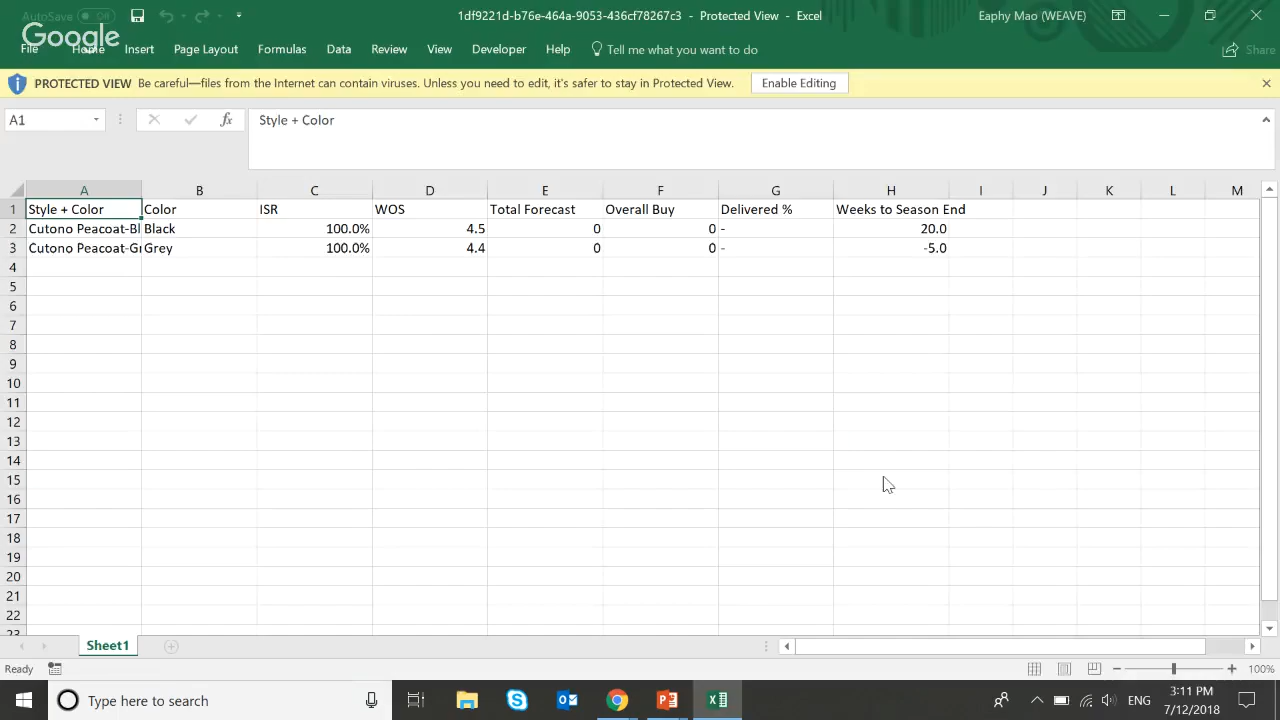 AutoSave Off
1df9221d-b76e-464a-9053-436cf78267c3 - Protected View - Excel
Eaphy Mao (WEAVE)
Google
File Home Insert Page Layout Formulas Data Review View Developer Help Tell me what you want to do Share
PROTECTED VIEW Be careful—files from the Internet can contain viruses. Unless you need to edit, it's safer to stay in Protected View. Enable Editing
A1 fx Style + Color
A B C D E F G H I J K L M
1 Style + Color Color ISR WOS Total Forecast Overall Buy Delivered % Weeks to Season End
2 Cutono Peacoat-Bl Black 100.0% 4.5 0 0 - 20.0
3 Cutono Peacoat-Gr Grey 100.0% 4.4 0 0 - -5.0
4
5
6
7
8
9
10
11
12
13
14
15
16
17
18
19
20
21
22
23
Sheet1
Ready 100%
Type here to search
ENG
3:11 PM
7/12/2018